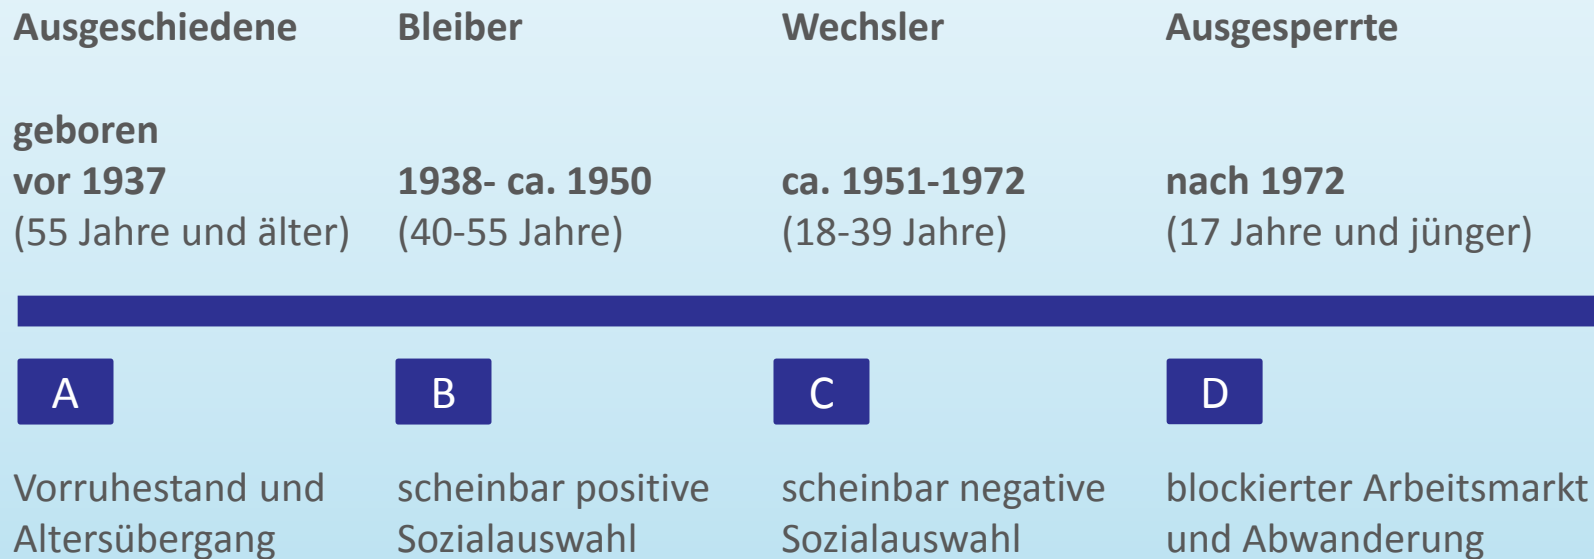 Ausgeschiedene
geboren
vor 1937
(55 Jahre und älter)
A
Vorruhestand und
Altersübergang
Bleiber
1938- ca. 1950
(40-55 Jahre)
B
scheinbar positive
Sozialauswahl
Wechsler
ca. 1951-1972
(18-39 Jahre)
C
scheinbar negative
Sozialauswahl
Ausgesperrte
nach 1972
(17 Jahre und jünger)
D
blockierter Arbeitsmarkt
und Abwanderung